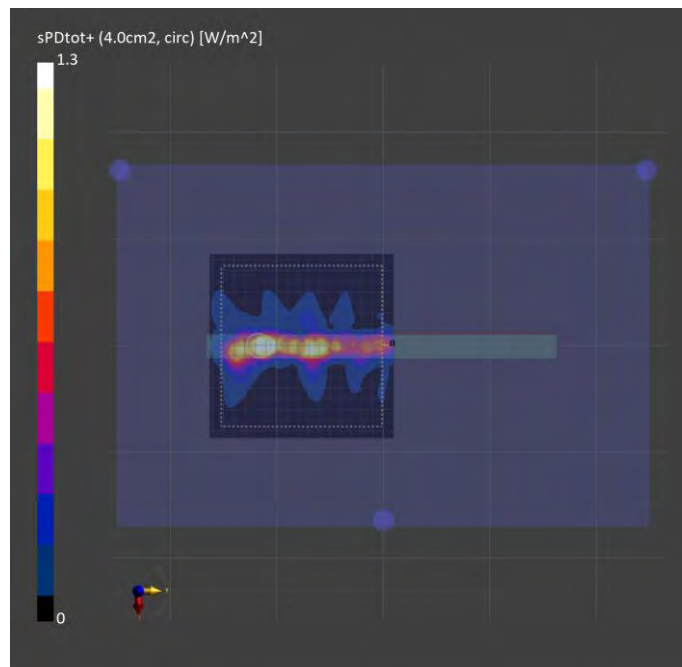 sPDtot+ (4.0cm2, circ) [W/m^2]
1.3
0